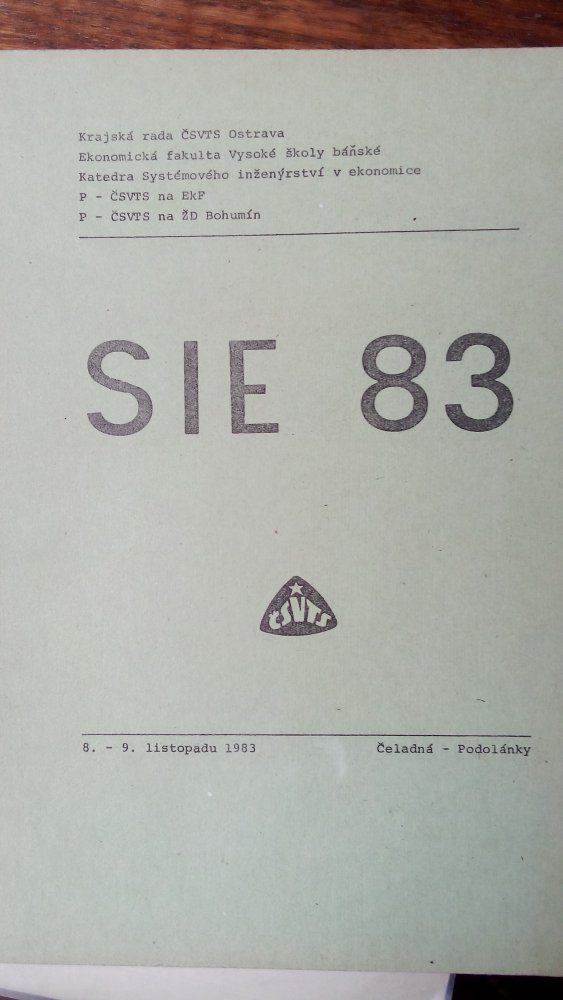 Krajská rada ČSVTS Ostrava
Ekonomická fakulta Vysoké školy báňské
Katedra Systémového inženýrství v ekonomice
P - ČSVTS na EkF
P - ČSVTS na ŽD Bohumín
SIE 83
ČSVTS
8. - 9. listopadu 1983 Čeladná - Podolánky